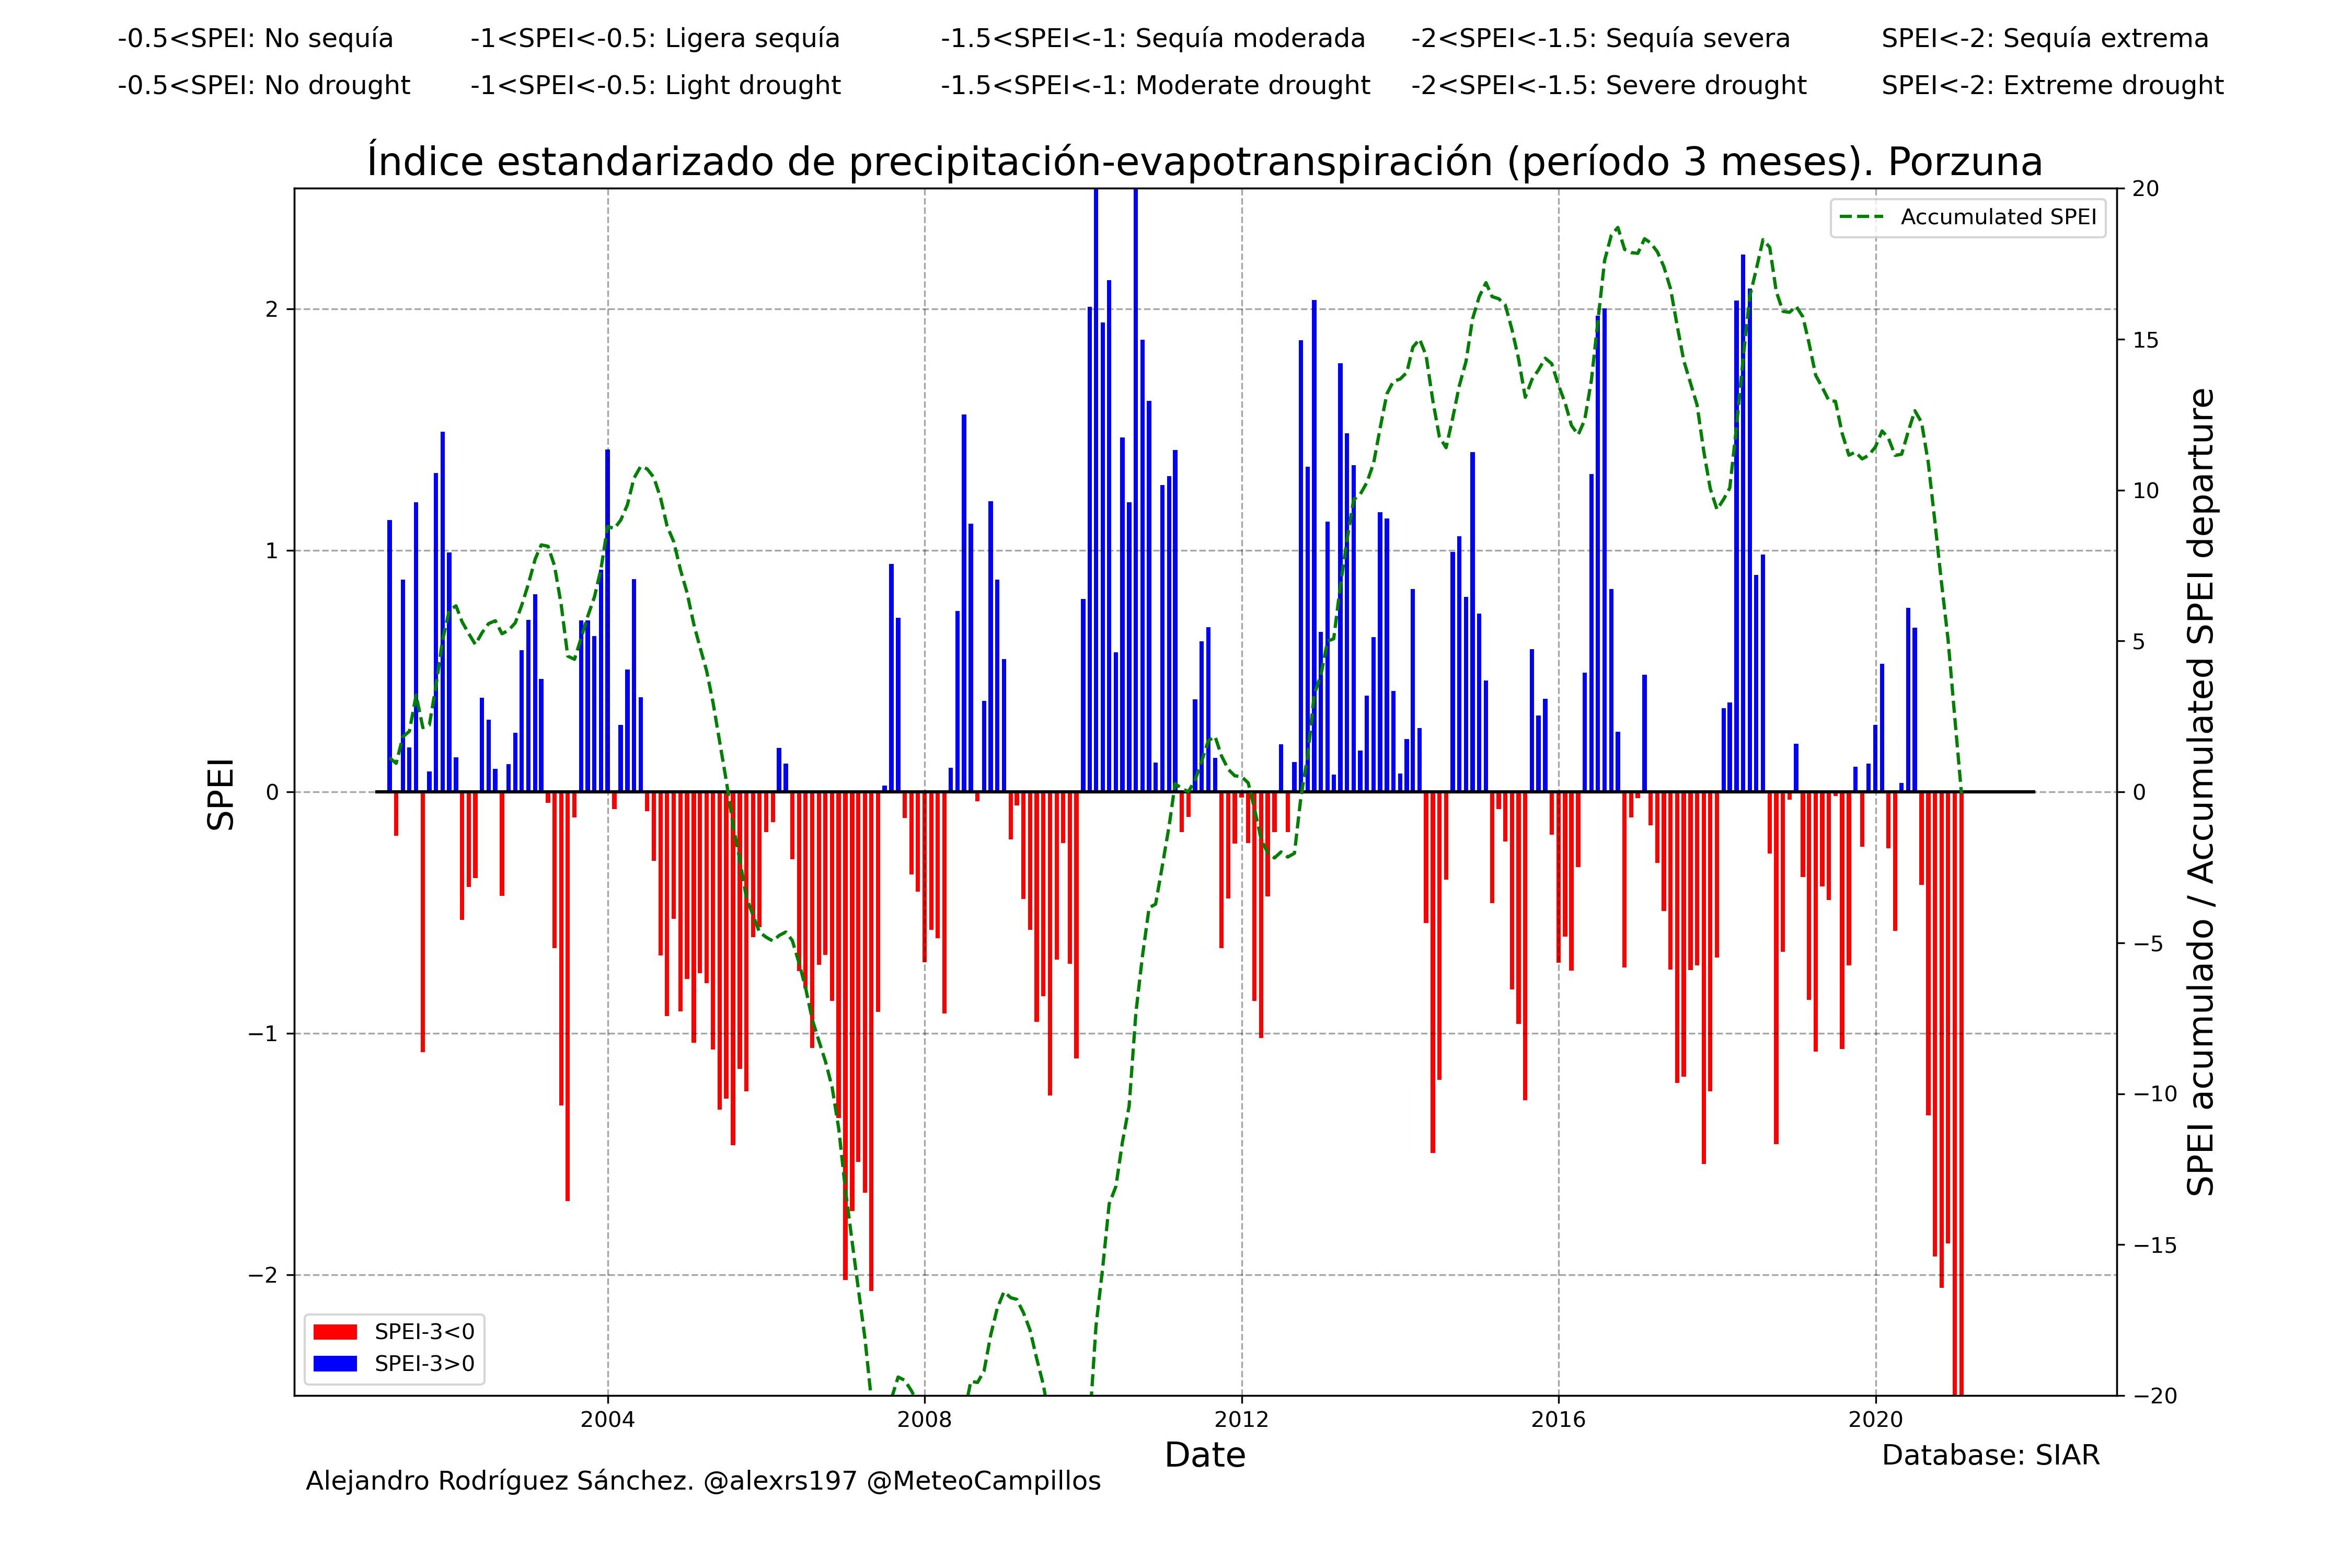 -0.5<SPEI: No sequía -1<SPEI<-0.5: Ligera sequía -1.5<SPEI<-1: Sequía moderada -2<SPEI<-1.5: Sequía severa SPEI<-2: Sequía extrema
-0.5<SPEI: No drought -1<SPEI<-0.5: Light drought -1.5<SPEI<-1: Moderate drought -2<SPEI<-1.5: Severe drought SPEI<-2: Extreme drought
Índice estandarizado de precipitación-evapotranspiración (período 3 meses). Porzuna
Accumulated SPEI
SPEI
2
1
0
−1
−2
20
15
10
5
0
−5
−10
−15
−20
SPEI acumulado / Accumulated SPEI departure
SPEI-3<0
SPEI-3>0
2004 2008 2012 2016 2020
Date
Database: SIAR
Alejandro Rodríguez Sánchez. @alexrs197 @MeteoCampillos